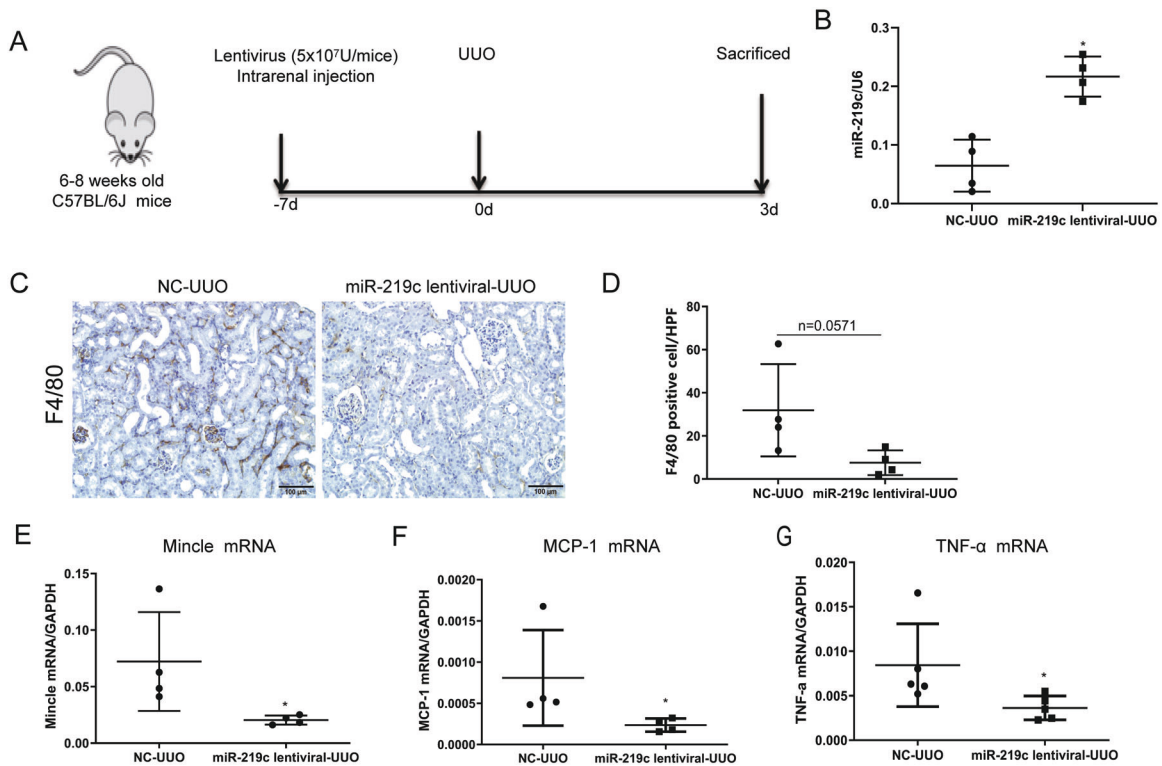 A
Lentivirus (5x10⁷U/mice)
Intrarenal injection
UUO
Sacrificed
6-8 weeks old
C57BL/6J mice
-7d
0d
3d
B
miR-219c/U6
0.3
0.2
0.1
0.0
*
NC-UUO
miR-219c lentiviral-UUO
C
NC-UUO
miR-219c lentiviral-UUO
F4/80
100 μm
100 μm
D
F4/80 positive cell/HPF
80
60
40
20
0
n=0.0571
NC-UUO
miR-219c lentiviral-UUO
E
Mincle mRNA
Mincle mRNA/GAPDH
0.15
0.10
0.05
0.00
*
NC-UUO
miR-219c lentiviral-UUO
F
MCP-1 mRNA
MCP-1 mRNA/GAPDH
0.0020
0.0015
0.0010
0.0005
0.0000
*
NC-UUO
miR-219c lentiviral-UUO
G
TNF-α mRNA
TNF-a mRNA/GAPDH
0.020
0.015
0.010
0.005
0.000
*
NC-UUO
miR-219c lentiviral-UUO